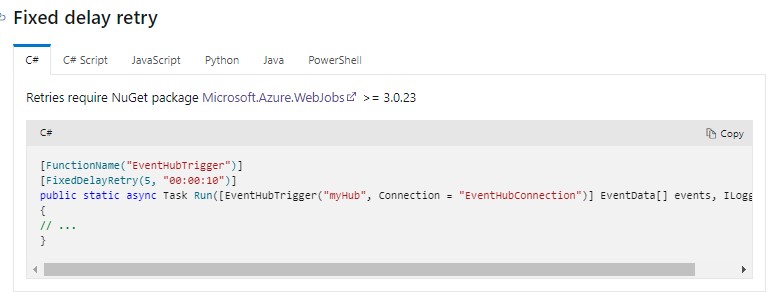 Fixed delay retry
C# C# Script JavaScript Python Java PowerShell
Retries require NuGet package Microsoft.Azure.WebJobs >= 3.0.23
C# Copy
[FunctionName("EventHubTrigger")]
[FixedDelayRetry(5, "00:00:10")]
public static async Task Run([EventHubTrigger("myHub", Connection = "EventHubConnection")] EventData[] events, ILogg
{
// ...
}